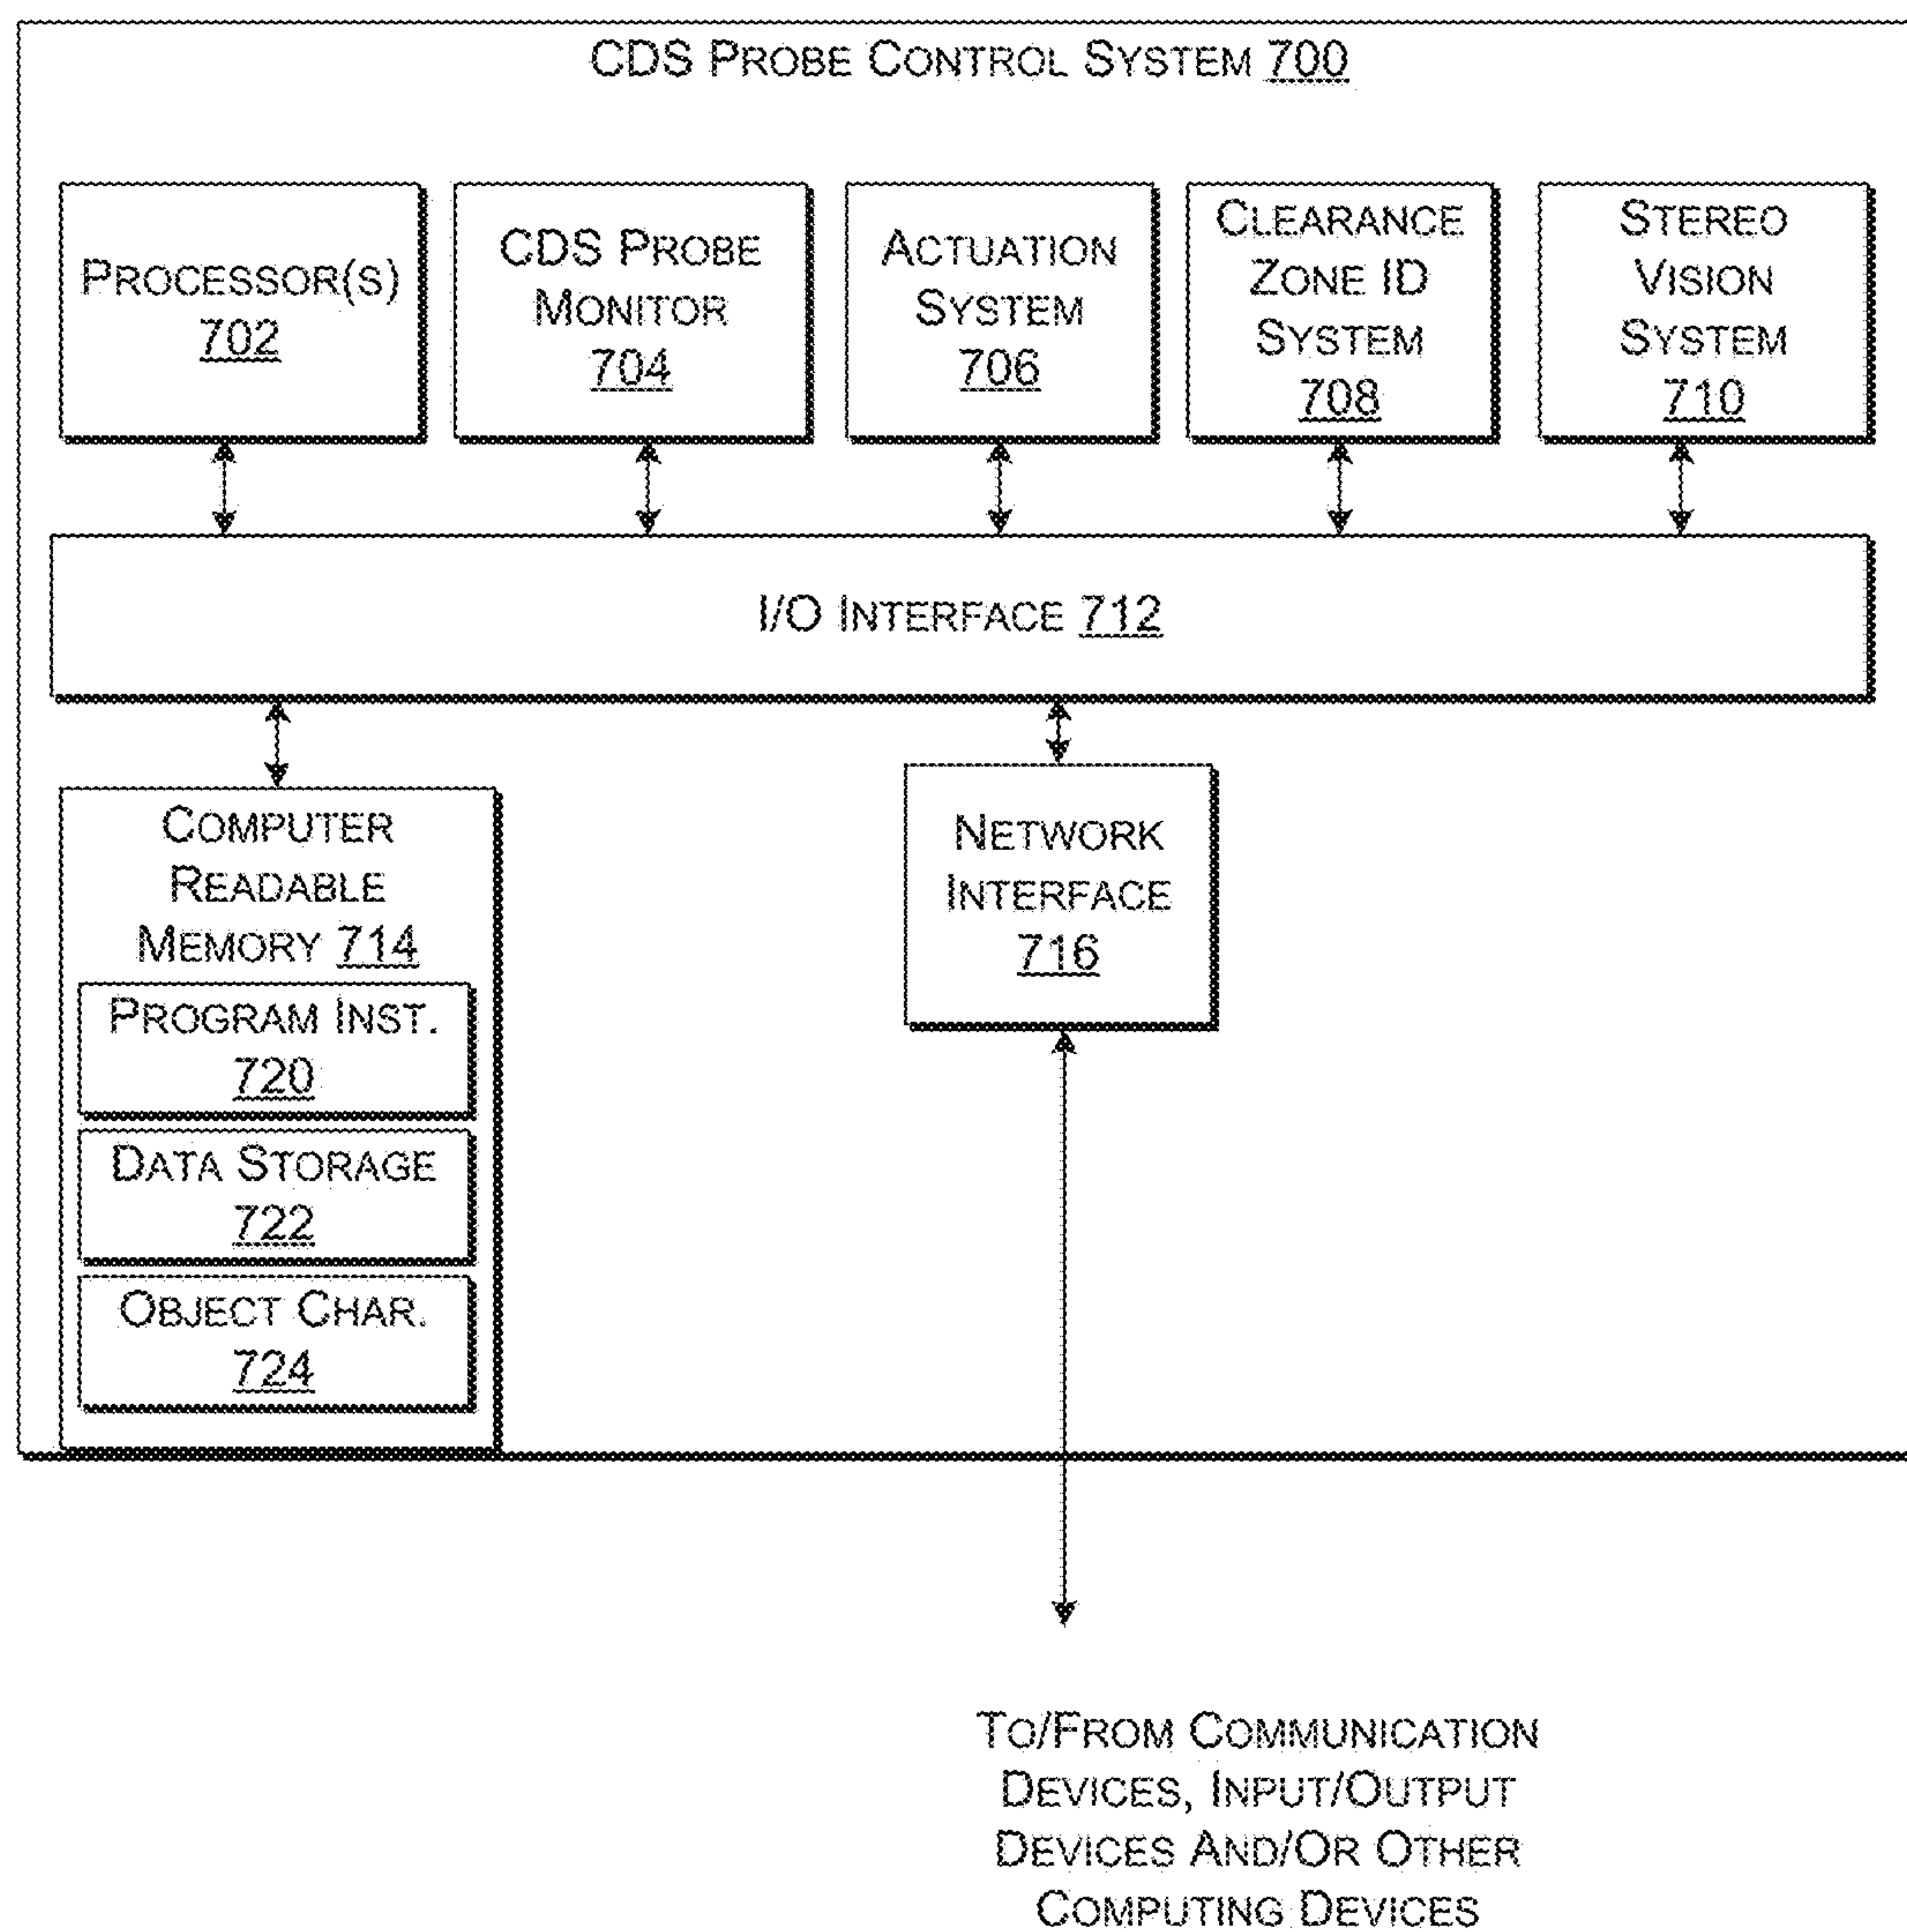 CDS PROBE CONTROL SYSTEM 700
PROCESSOR(S)
702
CDS PROBE
MONITOR
704
ACTUATION
SYSTEM
706
CLEARANCE
ZONE ID
SYSTEM
708
STEREO
VISION
SYSTEM
710
I/O INTERFACE 712
COMPUTER
READABLE
MEMORY 714
PROGRAM INST.
720
DATA STORAGE
722
OBJECT CHAR.
724
NETWORK
INTERFACE
716
TO/FROM COMMUNICATION
DEVICES, INPUT/OUTPUT
DEVICES AND/OR OTHER
COMPUTING DEVICES